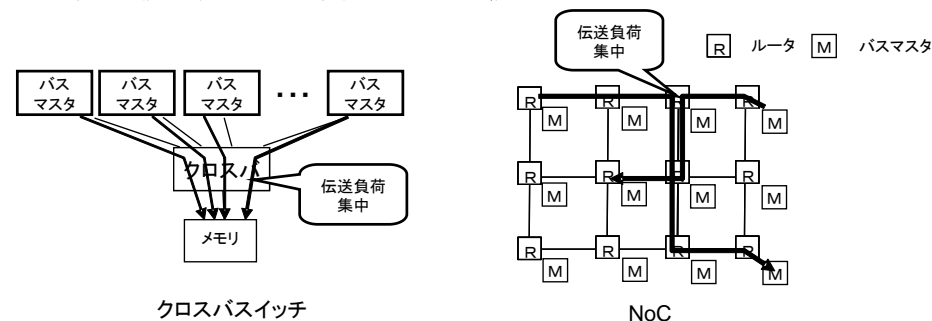 伝送負荷
集中
R ルータ M バスマスタ
バス
マスタ
バス
マスタ
バス
マスタ
・・・
バス
マスタ
クロスバ
伝送負荷
集中
メモリ
クロスバスイッチ
R R R R
M M M M
R R R R
M M M M
R R R R
M M M M
NoC